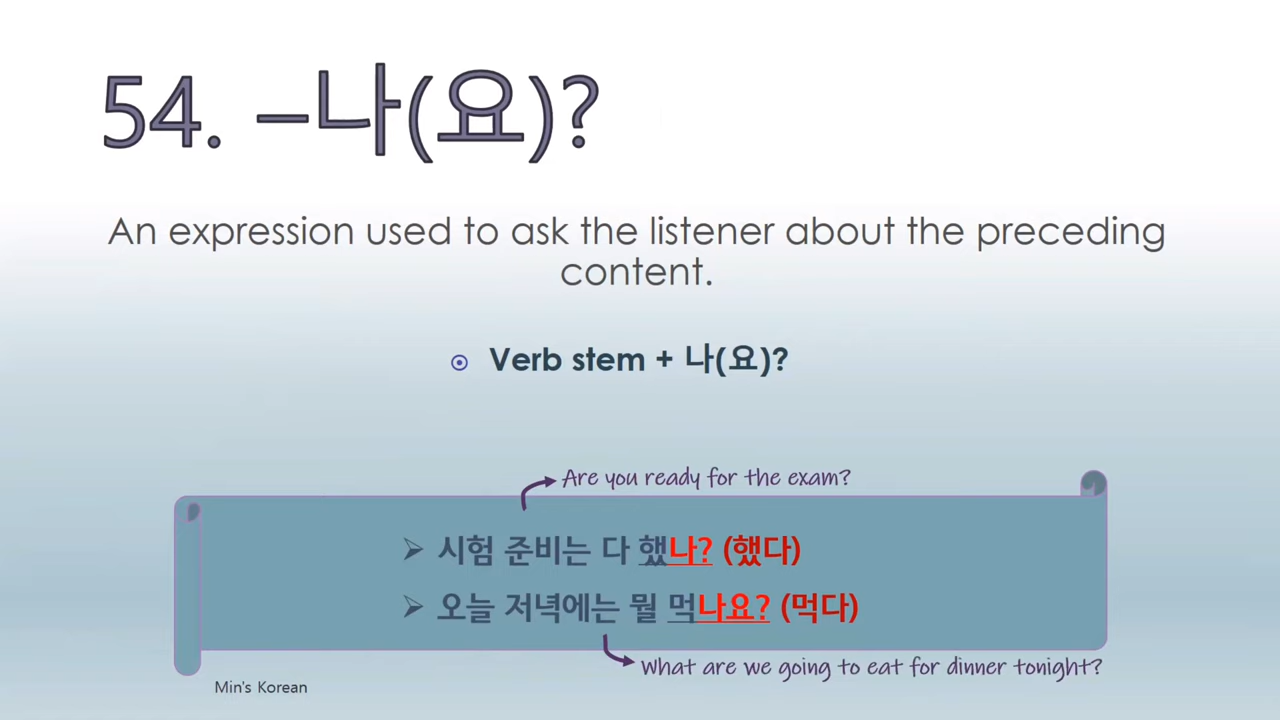 54. –나(요)?
An expression used to ask the listener about the preceding
content.
Verb stem + 나(요)?
Are you ready for the exam?
시험 준비는 다 했나? (했다)
오늘 저녁에는 뭘 먹나요? (먹다)
What are we going to eat for dinner tonight?
Min's Korean